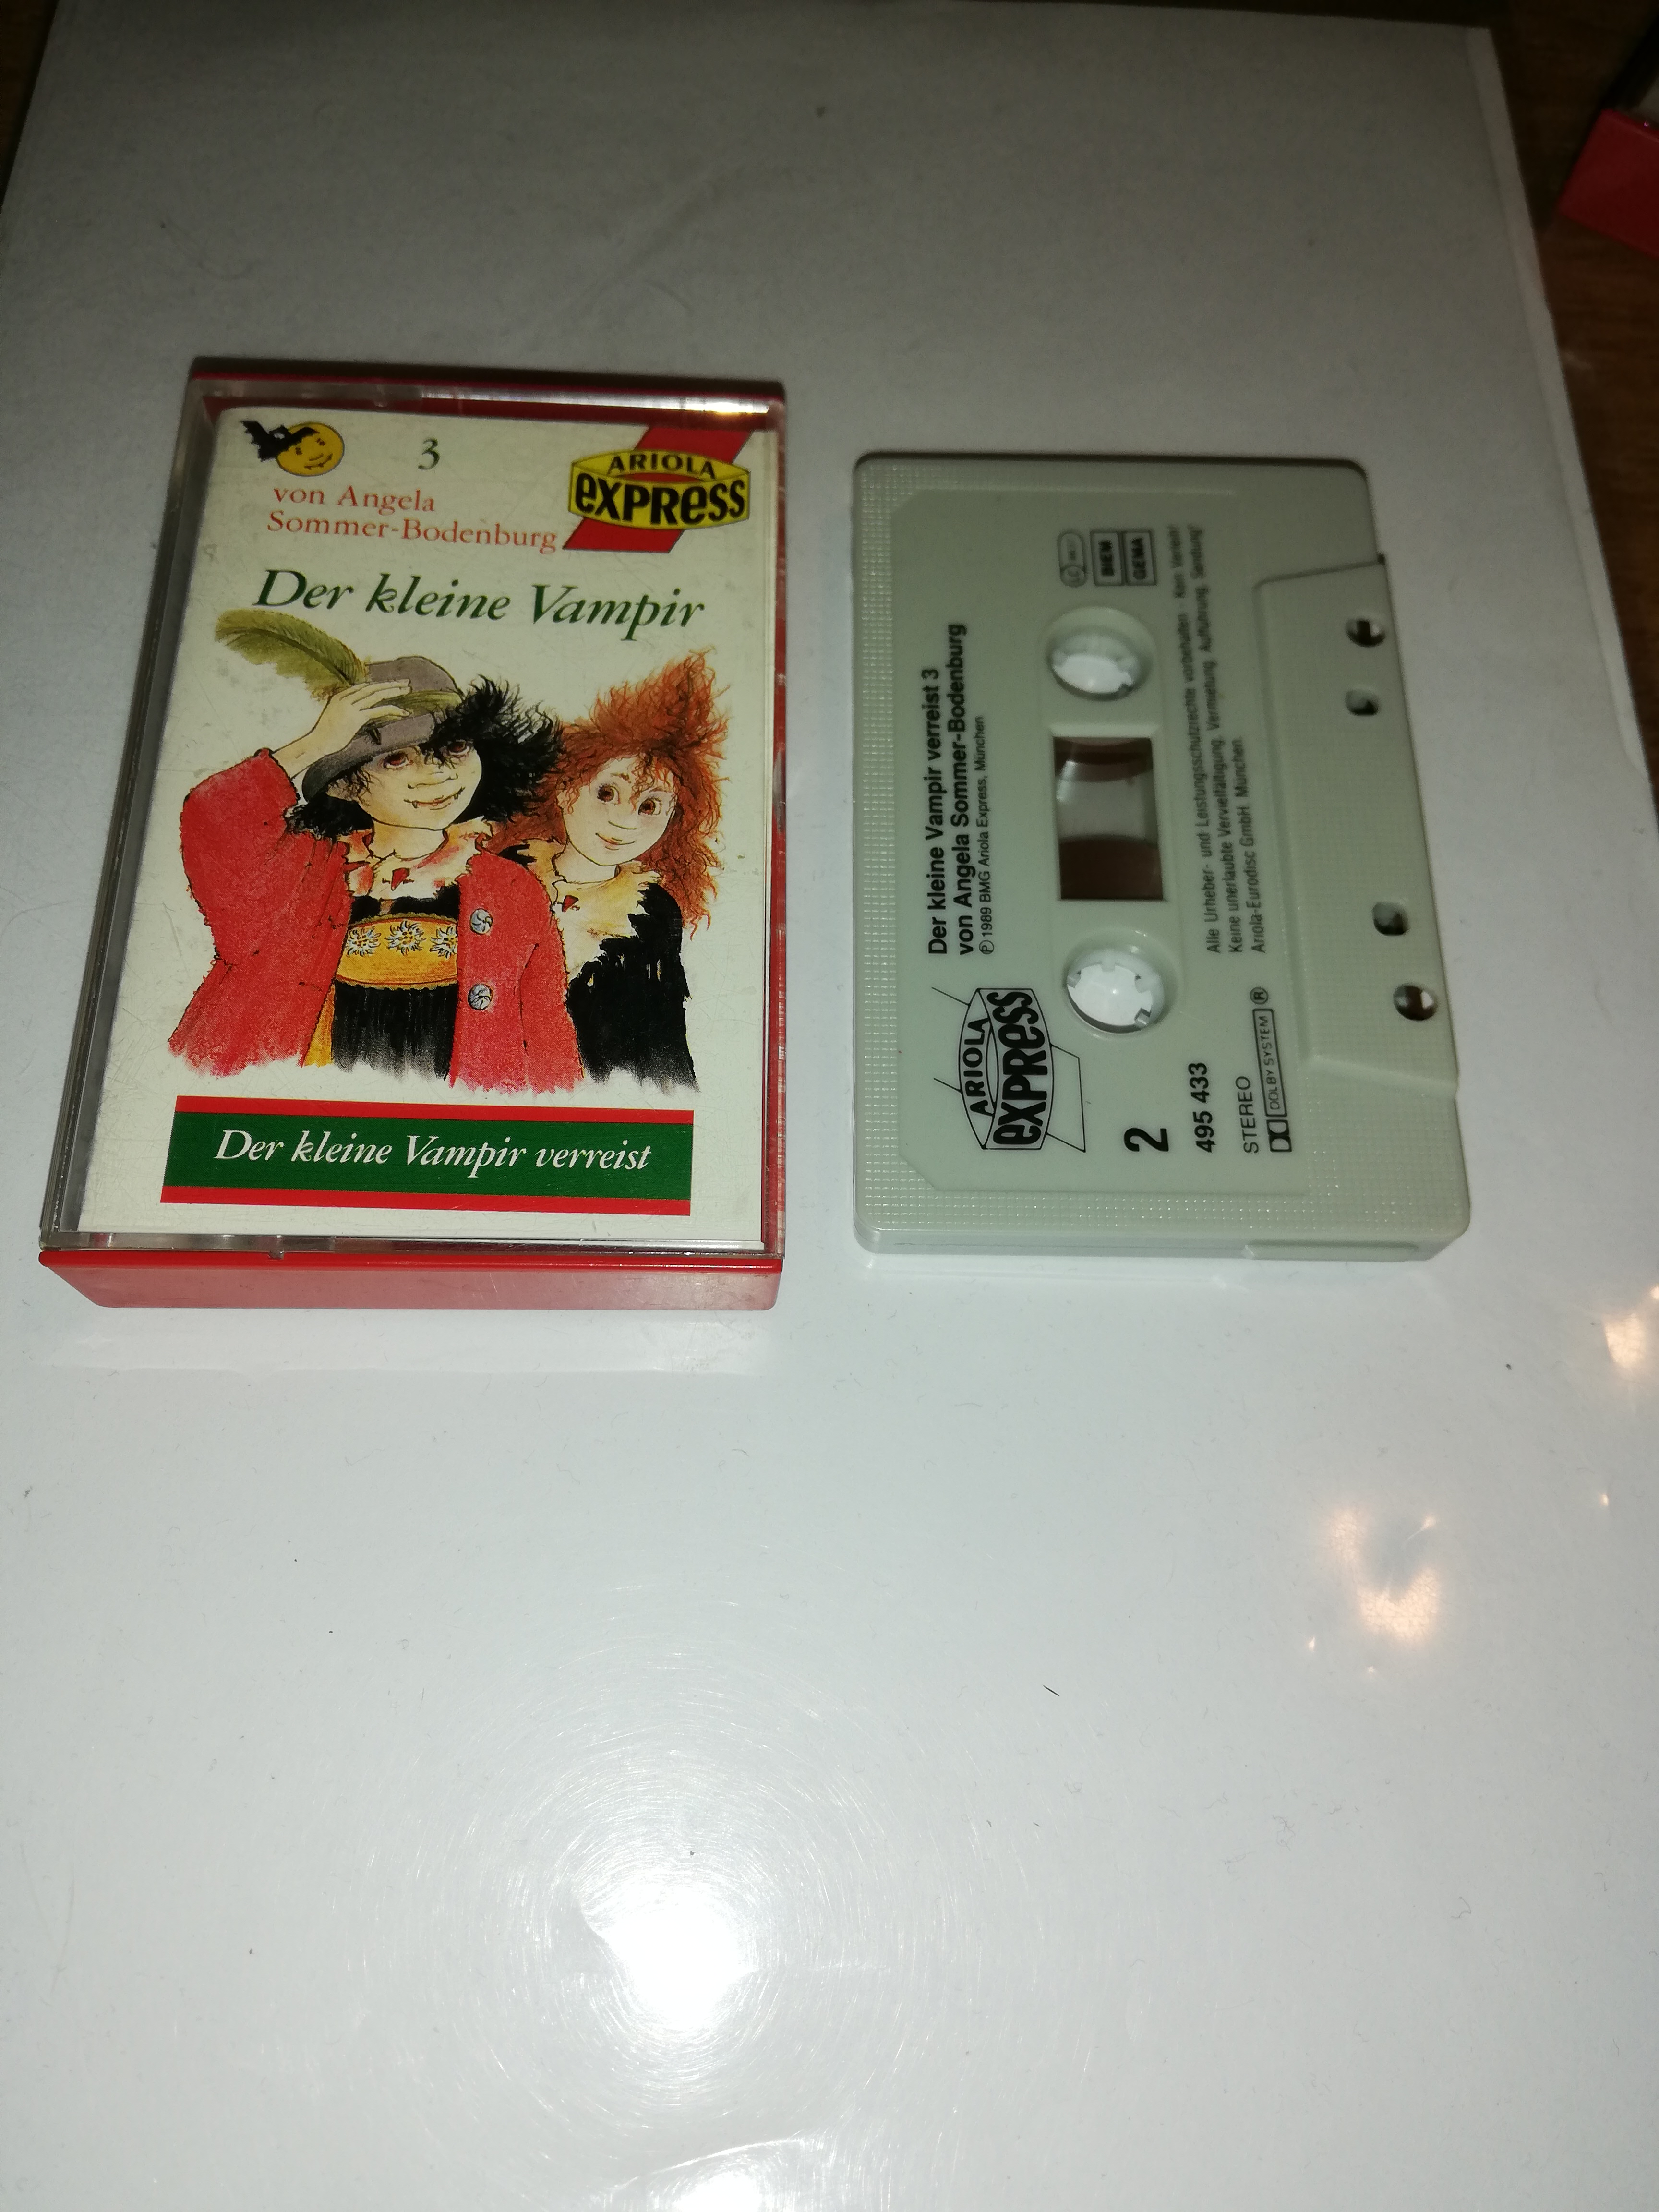 3
von Angela
Sommer-Bodenburg
ARIOLA
EXPRESS
Der kleine Vampir
Der kleine Vampir verreist
ARIOLA
EXPRESS
Der kleine Vampir verreist 3
von Angela Sommer-Bodenburg
℗ 1989 BMG Ariola Express, München
BIEM
GEMA
2
495 433
STEREO
DOLBY SYSTEM ®
Alle Urheber- und Leistungsschutzrechte vorbehalten · Kein Verleih!
Keine unerlaubte Vervielfältigung, Vermietung, Aufführung, Sendung!
Ariola-Eurodisc GmbH. München.